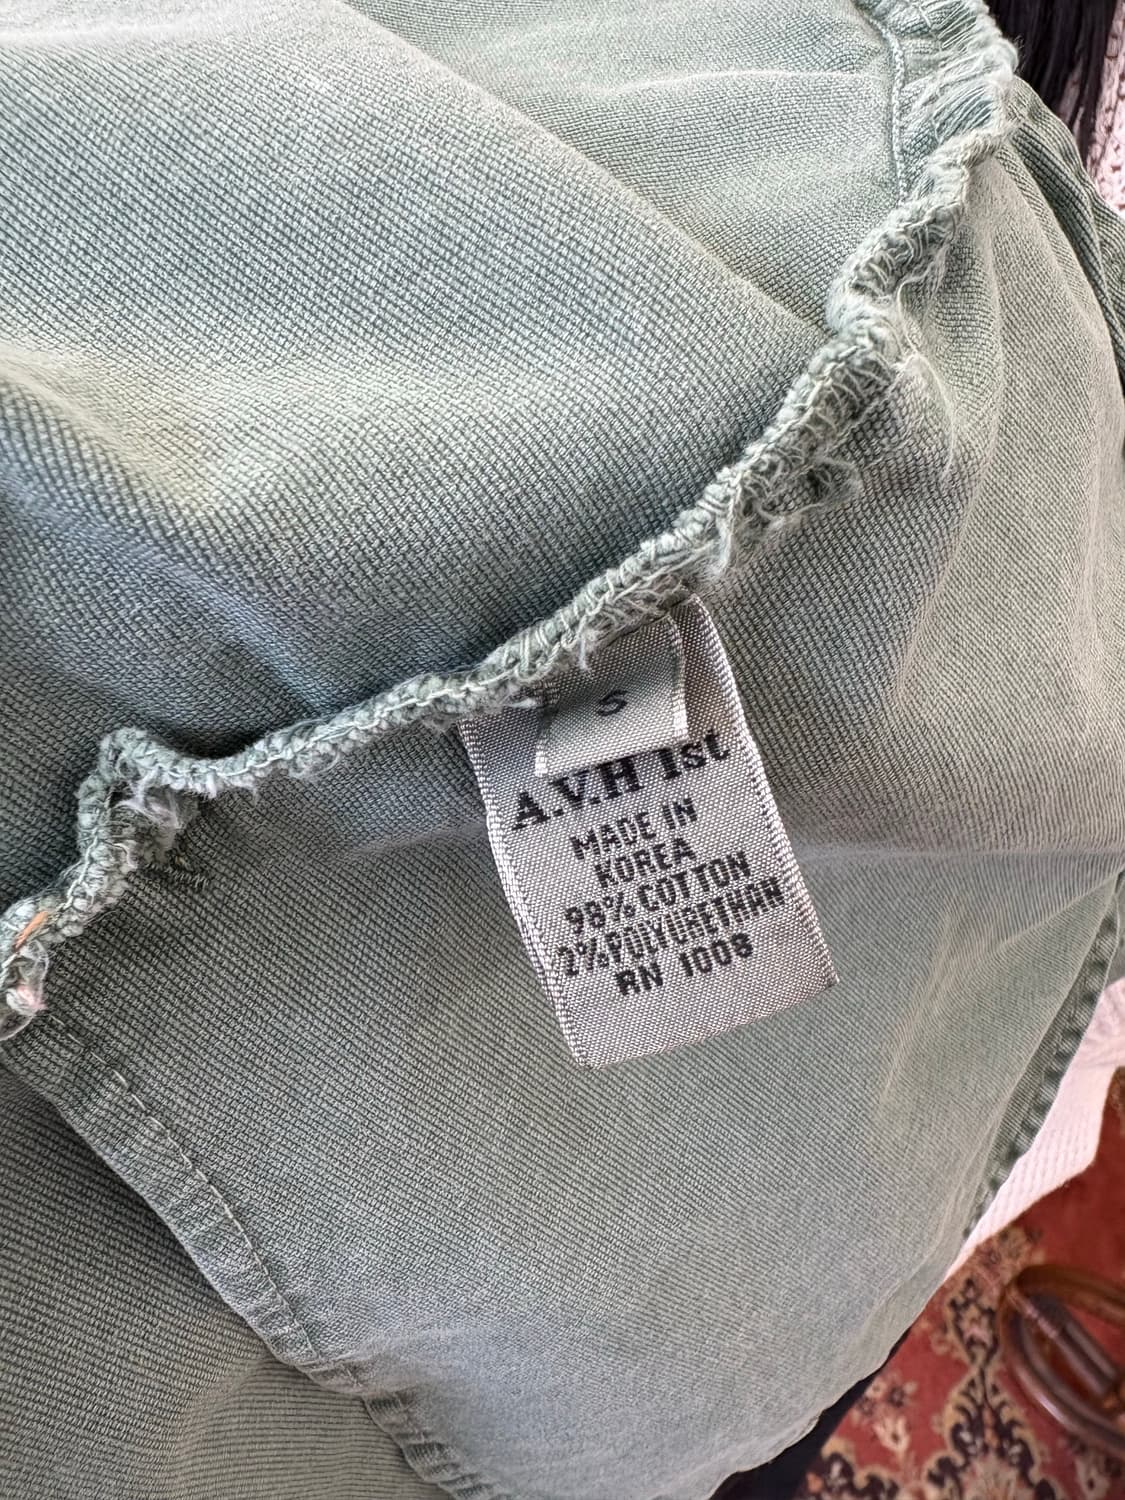 S
A.V.H 1st
MADE IN
KOREA
98% COTTON
2% POLYURETHAN
RN 1008